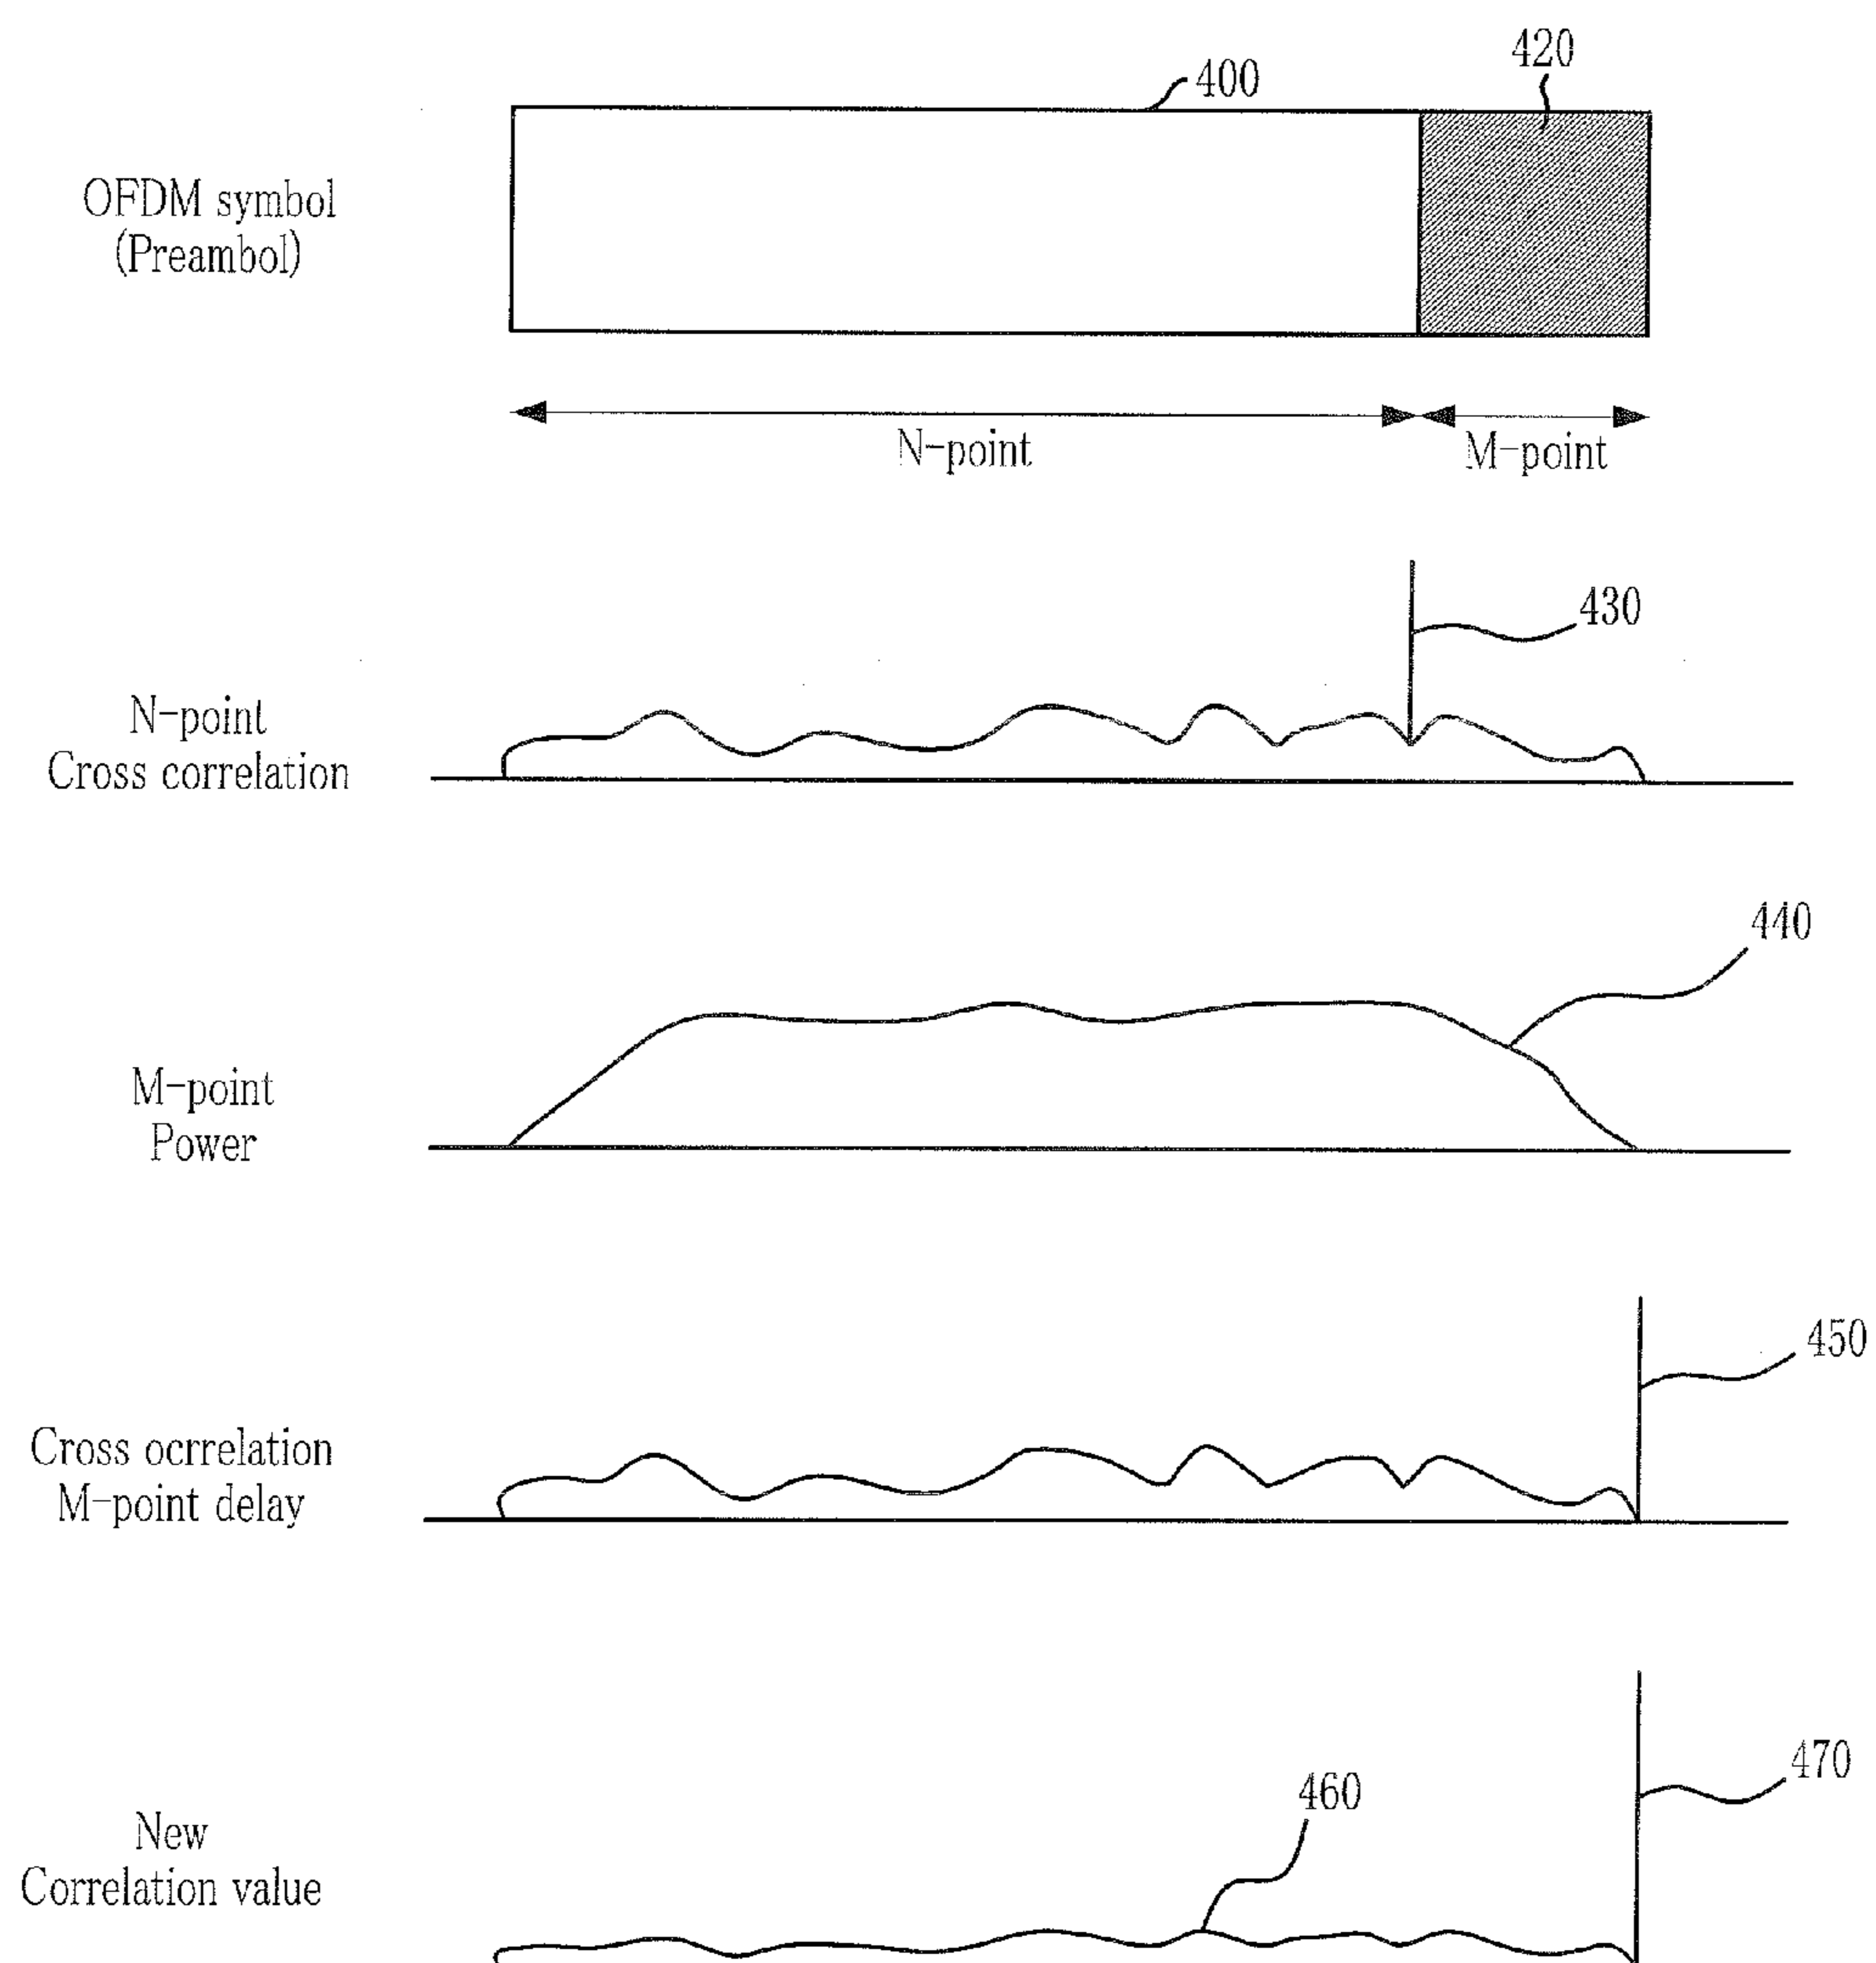 420
400
OFDM symbol
(Preambol)
N-point
M-point
430
N-point
Cross correlation
440
M-point
Power
450
Cross ocrrelation
M-point delay
470
460
New
Correlation value